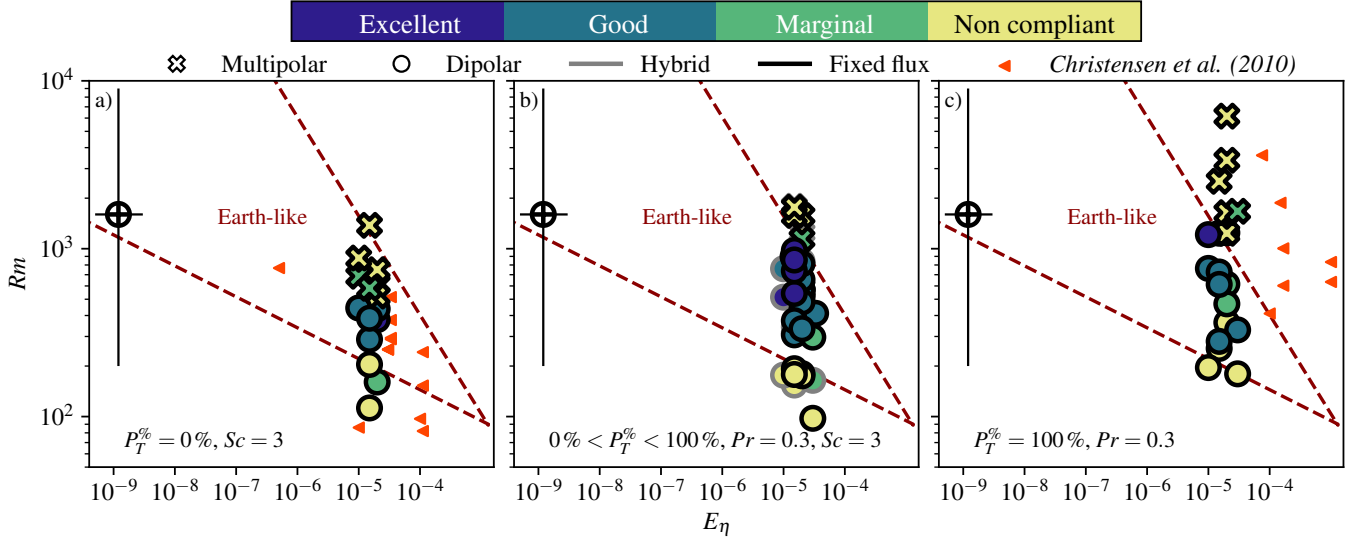 Excellent Good Marginal Non compliant
Multipolar Dipolar Hybrid Fixed flux Christensen et al. (2010)
a) b) c)
Earth-like Earth-like Earth-like
10^4
10^3
10^2
Rm
P_T^% = 0 %, Sc = 3
0 % < P_T^% < 100 %, Pr = 0.3, Sc = 3
P_T^% = 100 %, Pr = 0.3
10^−9 10^−8 10^−7 10^−6 10^−5 10^−4 10^−9 10^−8 10^−7 10^−6 10^−5 10^−4 10^−9 10^−8 10^−7 10^−6 10^−5 10^−4
E_η